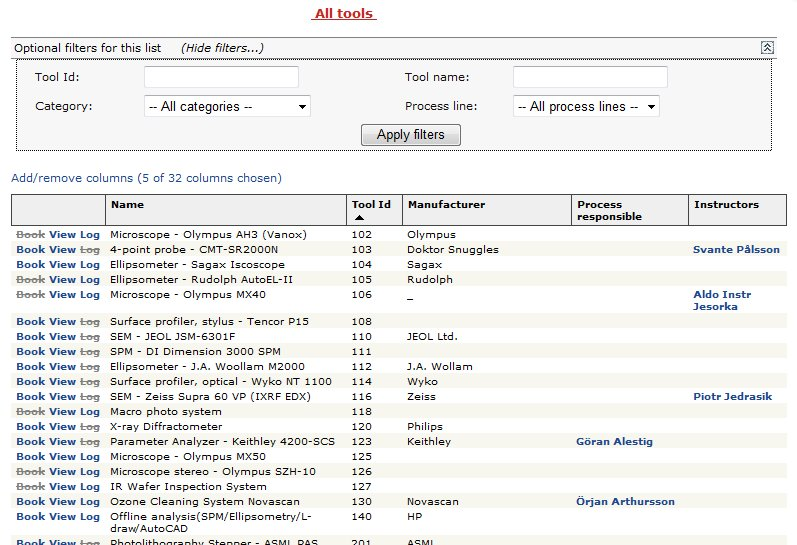 All tools
Optional filters for this list (Hide filters...)
Tool Id: Tool name:
Category: -- All categories -- Process line: -- All process lines --
Apply filters
Add/remove columns (5 of 32 columns chosen)
Name Tool Id Manufacturer Process responsible Instructors
Book View Log Microscope - Olympus AH3 (Vanox) 102 Olympus
Book View Log 4-point probe - CMT-SR2000N 103 Doktor Snuggles Svante Pålsson
Book View Log Ellipsometer - Sagax Iscoscope 104 Sagax
Book View Log Ellipsometer - Rudolph AutoEL-II 105 Rudolph
Book View Log Microscope - Olympus MX40 106 _ Aldo Instr
Jesorka
Book View Log Surface profiler, stylus - Tencor P15 108
Book View Log SEM - JEOL JSM-6301F 110 JEOL Ltd.
Book View Log SPM - DI Dimension 3000 SPM 111
Book View Log Ellipsometer - J.A. Woollam M2000 112 J.A. Wollam
Book View Log Surface profiler, optical - Wyko NT 1100 114 Wyko
Book View Log SEM - Zeiss Supra 60 VP (IXRF EDX) 116 Zeiss Piotr Jedrasik
Book View Log Macro photo system 118
Book View Log X-ray Diffractometer 120 Philips
Book View Log Parameter Analyzer - Keithley 4200-SCS 123 Keithley Göran Alestig
Book View Log Microscope - Olympus MX50 125
Book View Log Microscope stereo - Olympus SZH-10 126
Book View Log IR Wafer Inspection System 127
Book View Log Ozone Cleaning System Novascan 130 Novascan Örjan Arthursson
Book View Log Offline analysis(SPM/Ellipsometry/L- 140 HP
draw/AutoCAD
Book View Log Photolithography Stepper - ASML PAS 201 ASML